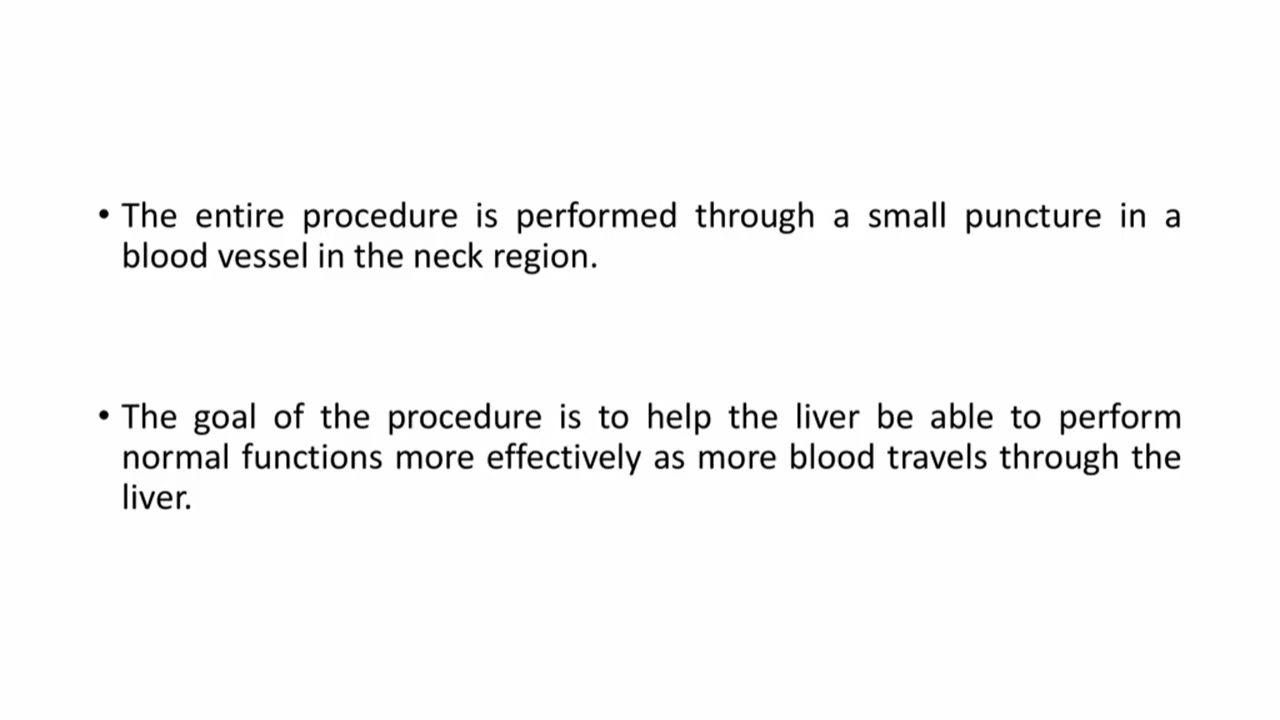 • The entire procedure is performed through a small puncture in a
blood vessel in the neck region.
• The goal of the procedure is to help the liver be able to perform
normal functions more effectively as more blood travels through the
liver.